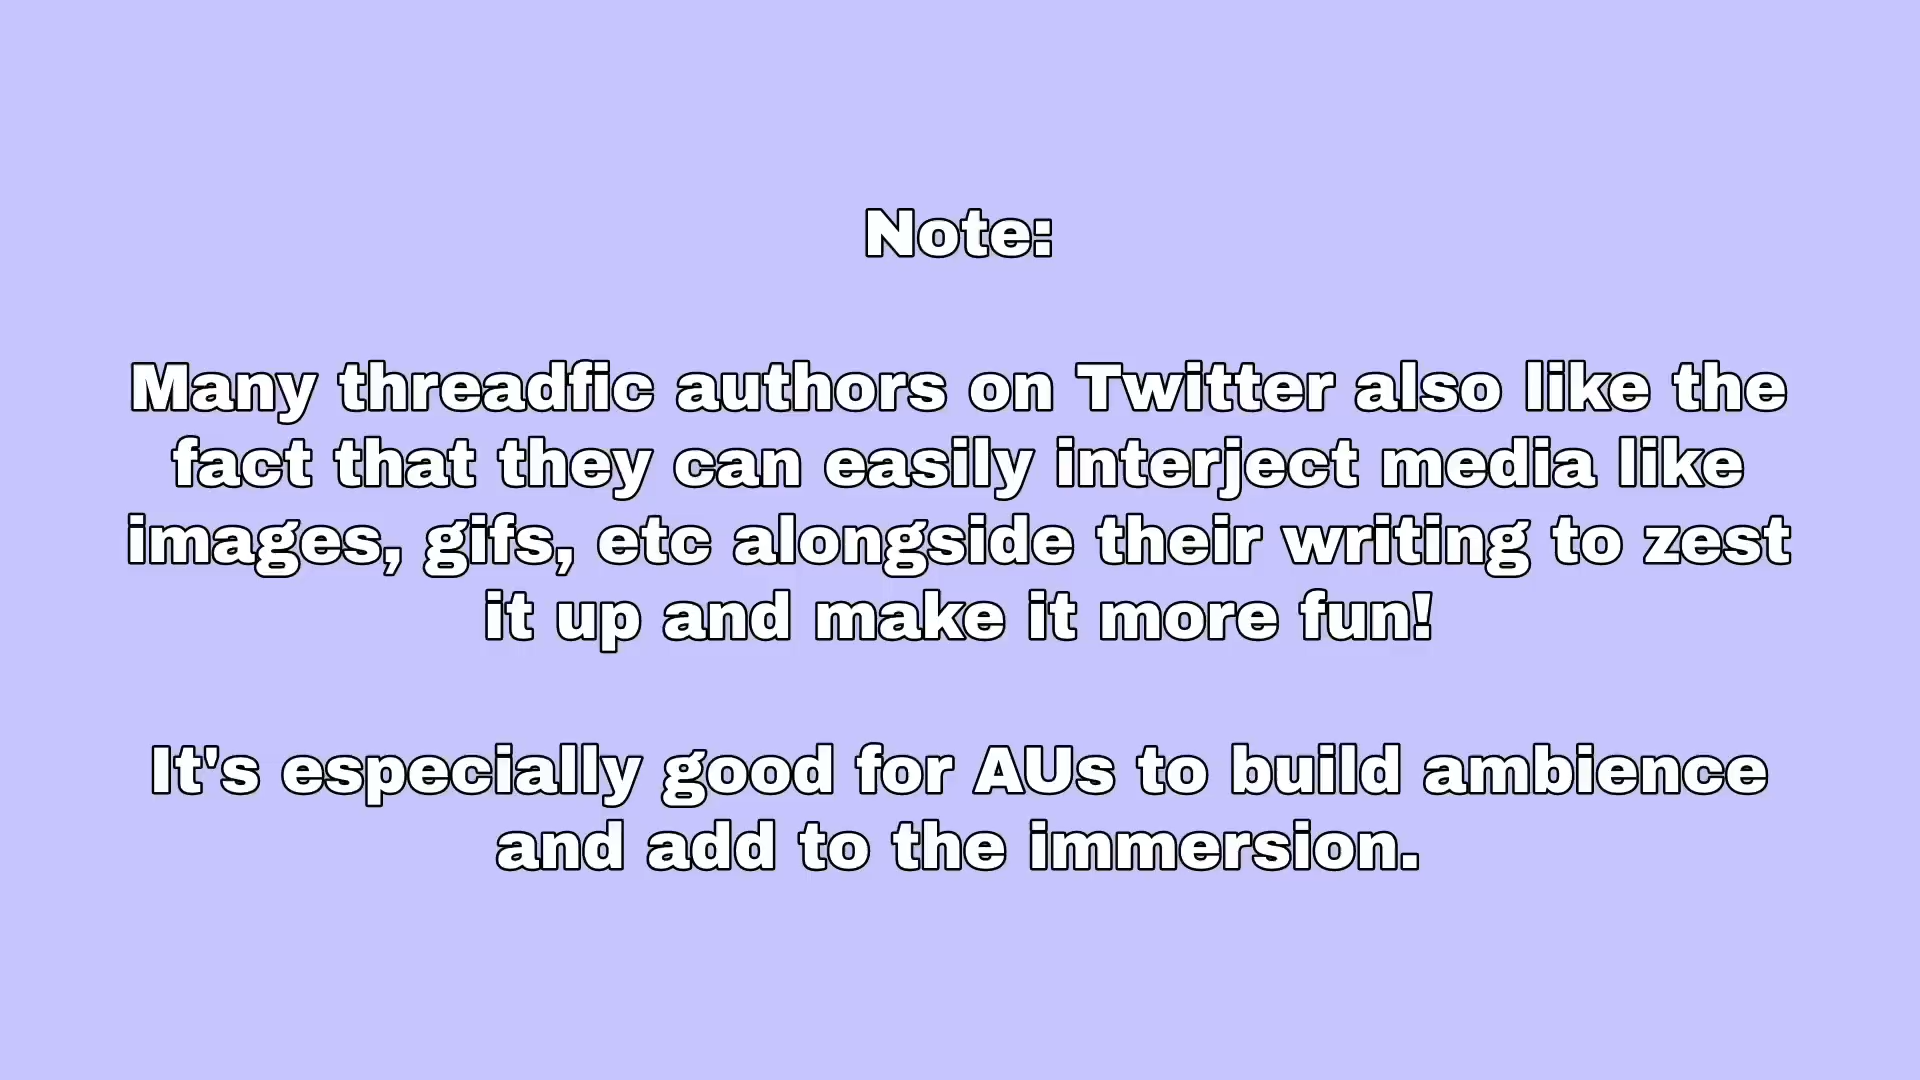 Note:
Many threadfic authors on Twitter also like the
fact that they can easily interject media like
images, gifs, etc alongside their writing to zest
it up and make it more fun!
It's especially good for AUs to build ambience
and add to the immersion.